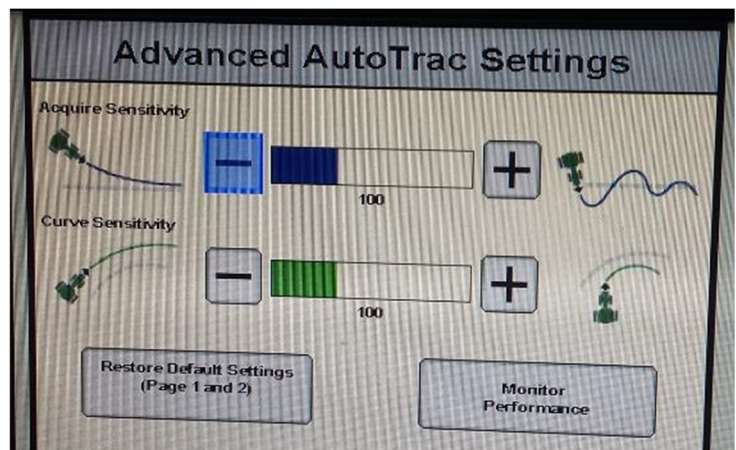 Advanced AutoTrac Settings
Acquire Sensitivity
100
Curve Sensitivity
100
Restore Default Settings
(Page 1 and 2)
Monitor
Performance